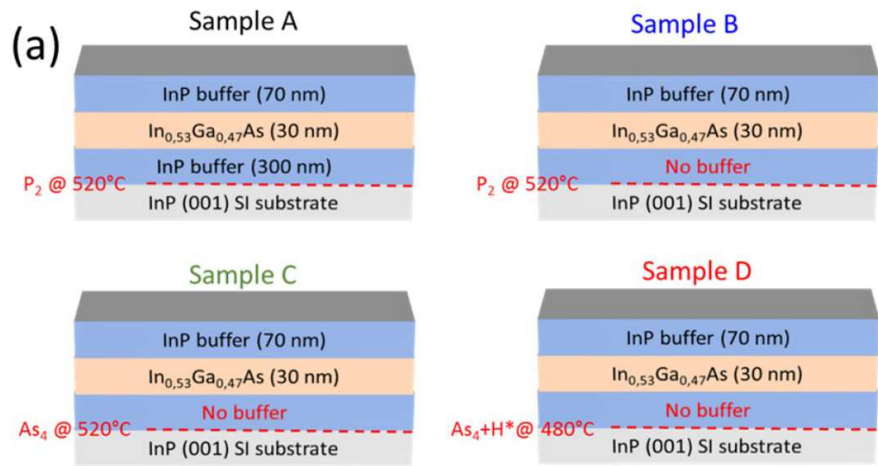 (a)
Sample A
InP buffer (70 nm)
In0,53Ga0,47As (30 nm)
InP buffer (300 nm)
P2 @ 520°C
InP (001) SI substrate
Sample B
InP buffer (70 nm)
In0,53Ga0,47As (30 nm)
No buffer
P2 @ 520°C
InP (001) SI substrate
Sample C
InP buffer (70 nm)
In0,53Ga0,47As (30 nm)
No buffer
As4 @ 520°C
InP (001) SI substrate
Sample D
InP buffer (70 nm)
In0,53Ga0,47As (30 nm)
No buffer
As4+H*@ 480°C
InP (001) SI substrate